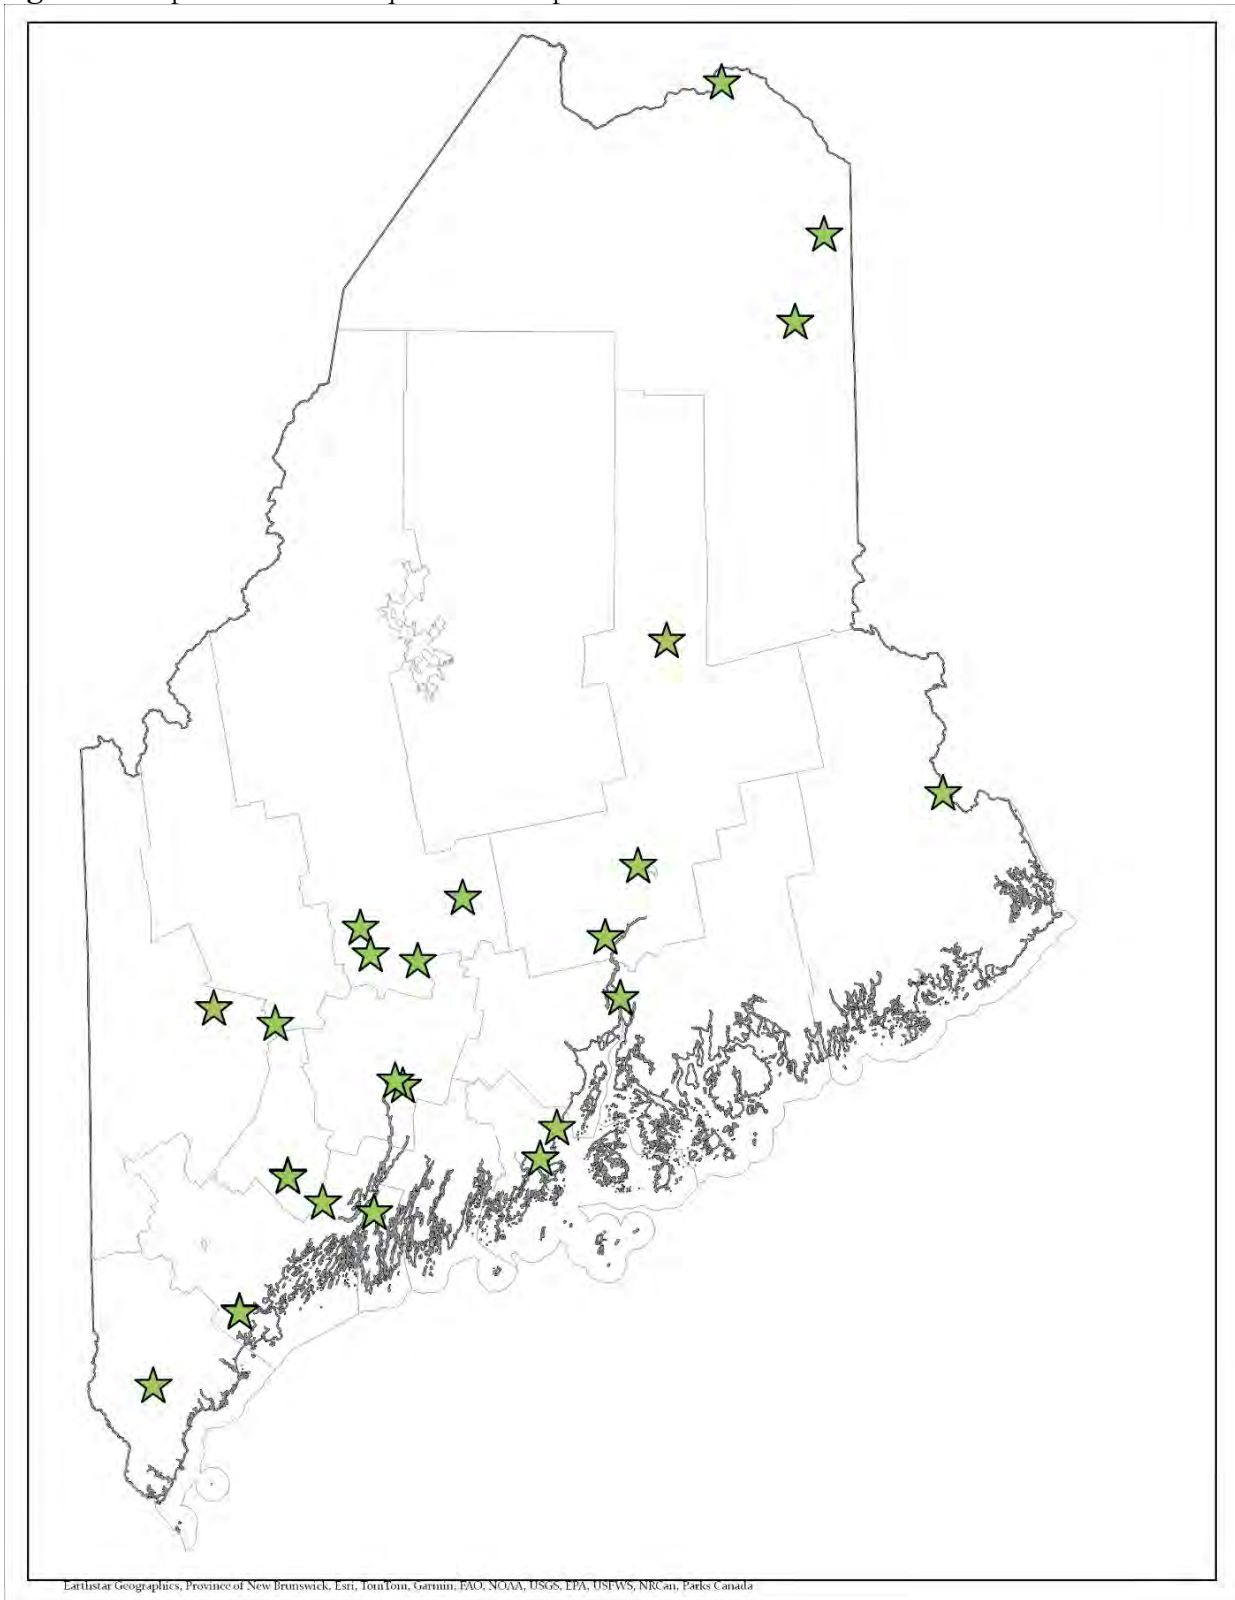 Earthstar Geographics, Province of New Brunswick, Esri, TomTom, Garmin, FAO, NOAA, USGS, EPA, USFWS, NRCan, Parks Canada